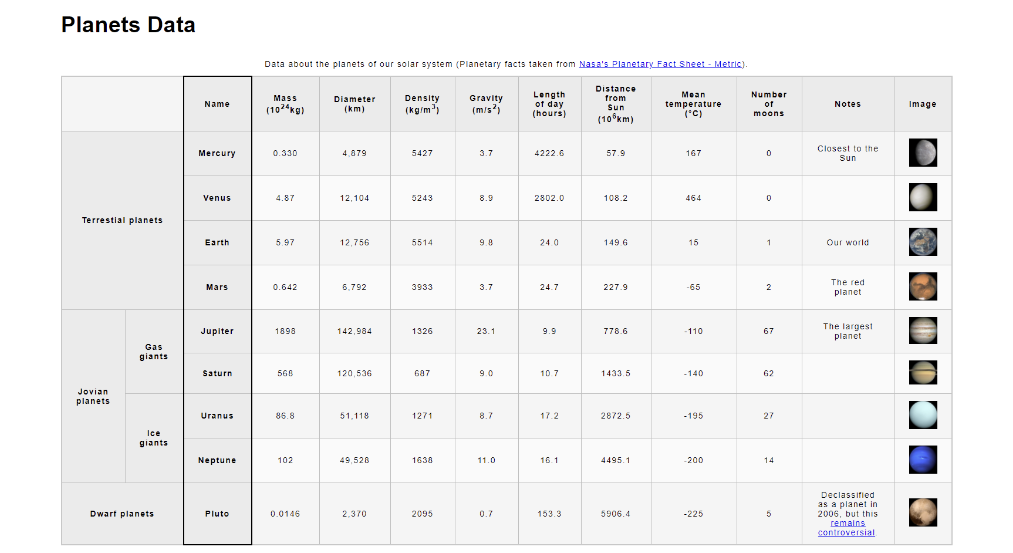 Planets Data
Data about the planets of our solar system (Planetary facts taken from Nasa's Planetary Fact Sheet - Metric).
Name Mass (10²⁴kg) Diameter (km) Density (kg/m³) Gravity (m/s²) Length of day (hours) Distance from Sun (10⁶km) Mean temperature (°C) Number of moons Notes Image
Terrestial planets
Mercury 0.330 4,879 5427 3.7 4222.6 57.9 167 0 Closest to the Sun
Venus 4.87 12,104 5243 8.9 2802.0 108.2 464 0
Earth 5.97 12,756 5514 9.8 24.0 149.6 15 1 Our world
Mars 0.642 6,792 3933 3.7 24.7 227.9 -65 2 The red planet
Jovian planets
Gas giants
Jupiter 1898 142,984 1326 23.1 9.9 778.6 -110 67 The largest planet
Saturn 568 120,536 687 9.0 10.7 1433.5 -140 62
Ice giants
Uranus 86.8 51,118 1271 8.7 17.2 2872.5 -195 27
Neptune 102 49,528 1638 11.0 16.1 4495.1 -200 14
Dwarf planets
Pluto 0.0146 2,370 2095 0.7 153.3 5906.4 -225 5 Declassified as a planet in 2006, but this remains controversial.